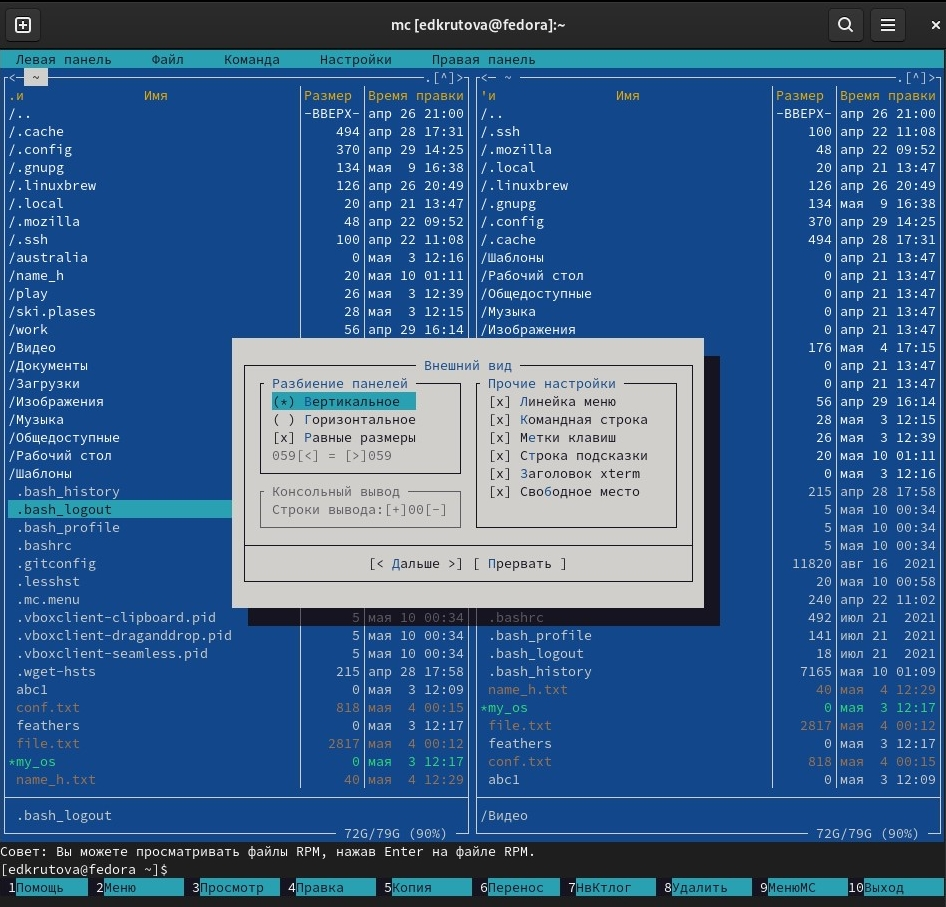 mc [edkrutova@fedora]:~
Левая панель Файл Команда Настройки Правая панель
<─ ~ .[^]>
.и Имя Размер Время правки
/.. -ВВЕРХ- апр 26 21:00
/.cache 494 апр 28 17:31
/.config 370 апр 29 14:25
/.gnupg 134 мая 9 16:38
/.linuxbrew 126 апр 26 20:49
/.local 20 апр 21 13:47
/.mozilla 48 апр 22 09:52
/.ssh 100 апр 22 11:08
/australia 0 мая 3 12:16
/name_h 20 мая 10 01:11
/play 26 мая 3 12:39
/ski.plases 28 мая 3 12:15
/work 56 апр 29 16:14
/Видео
/Документы
/Загрузки
/Изображения
/Музыка
/Общедоступные
/Рабочий стол
/Шаблоны
.bash_history
.bash_logout
.bash_profile
.bashrc
.gitconfig
.lesshst
.mc.menu
.vboxclient-clipboard.pid 5 мая 10 00:34
.vboxclient-draganddrop.pid 5 мая 10 00:34
.vboxclient-seamless.pid 5 мая 10 00:34
.wget-hsts 215 апр 28 17:58
abc1 0 мая 3 12:09
conf.txt 818 мая 4 00:15
feathers 0 мая 3 12:17
file.txt 2817 мая 4 00:12
*my_os 0 мая 3 12:17
name_h.txt 40 мая 4 12:29
.bash_logout
72G/79G (90%)
<─ ~ .[^]>
'и Имя Размер Время правки
/.. -ВВЕРХ- апр 26 21:00
/.ssh 100 апр 22 11:08
/.mozilla 48 апр 22 09:52
/.local 20 апр 21 13:47
/.linuxbrew 126 апр 26 20:49
/.gnupg 134 мая 9 16:38
/.config 370 апр 29 14:25
/.cache 494 апр 28 17:31
/Шаблоны 0 апр 21 13:47
/Рабочий стол 0 апр 21 13:47
/Общедоступные 0 апр 21 13:47
/Музыка 0 апр 21 13:47
/Изображения 0 апр 21 13:47
176 мая 4 17:15
0 апр 21 13:47
0 апр 21 13:47
56 апр 29 16:14
28 мая 3 12:15
26 мая 3 12:39
20 мая 10 01:11
0 мая 3 12:16
215 апр 28 17:58
5 мая 10 00:34
5 мая 10 00:34
5 мая 10 00:34
11820 авг 16 2021
20 мая 10 00:58
240 апр 22 11:02
.bashrc 492 июл 21 2021
.bash_profile 141 июл 21 2021
.bash_logout 18 июл 21 2021
.bash_history 7165 мая 10 01:09
name_h.txt 40 мая 4 12:29
*my_os 0 мая 3 12:17
file.txt 2817 мая 4 00:12
feathers 0 мая 3 12:17
conf.txt 818 мая 4 00:15
abc1 0 мая 3 12:09
/Видео
72G/79G (90%)
Внешний вид
Разбиение панелей
(*) Вертикальное
( ) Горизонтальное
[x] Равные размеры
059[<] = [>]059
Консольный вывод
Строки вывода:[+]00[-]
Прочие настройки
[x] Линейка меню
[x] Командная строка
[x] Метки клавиш
[x] Строка подсказки
[x] Заголовок xterm
[x] Свободное место
[< Дальше >] [ Прервать ]
Совет: Вы можете просматривать файлы RPM, нажав Enter на файле RPM.
[edkrutova@fedora ~]$
1Помощь 2Меню 3Просмотр 4Правка 5Копия 6Перенос 7НвКтлог 8Удалить 9МенюMC 10Выход